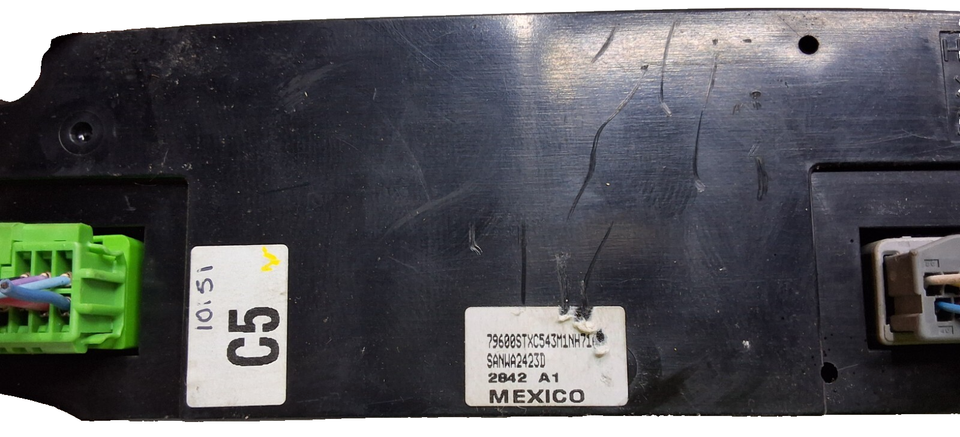 10:51
C5
79600STXC543M1NH71
SANWA2423D
2842 A1
MEXICO